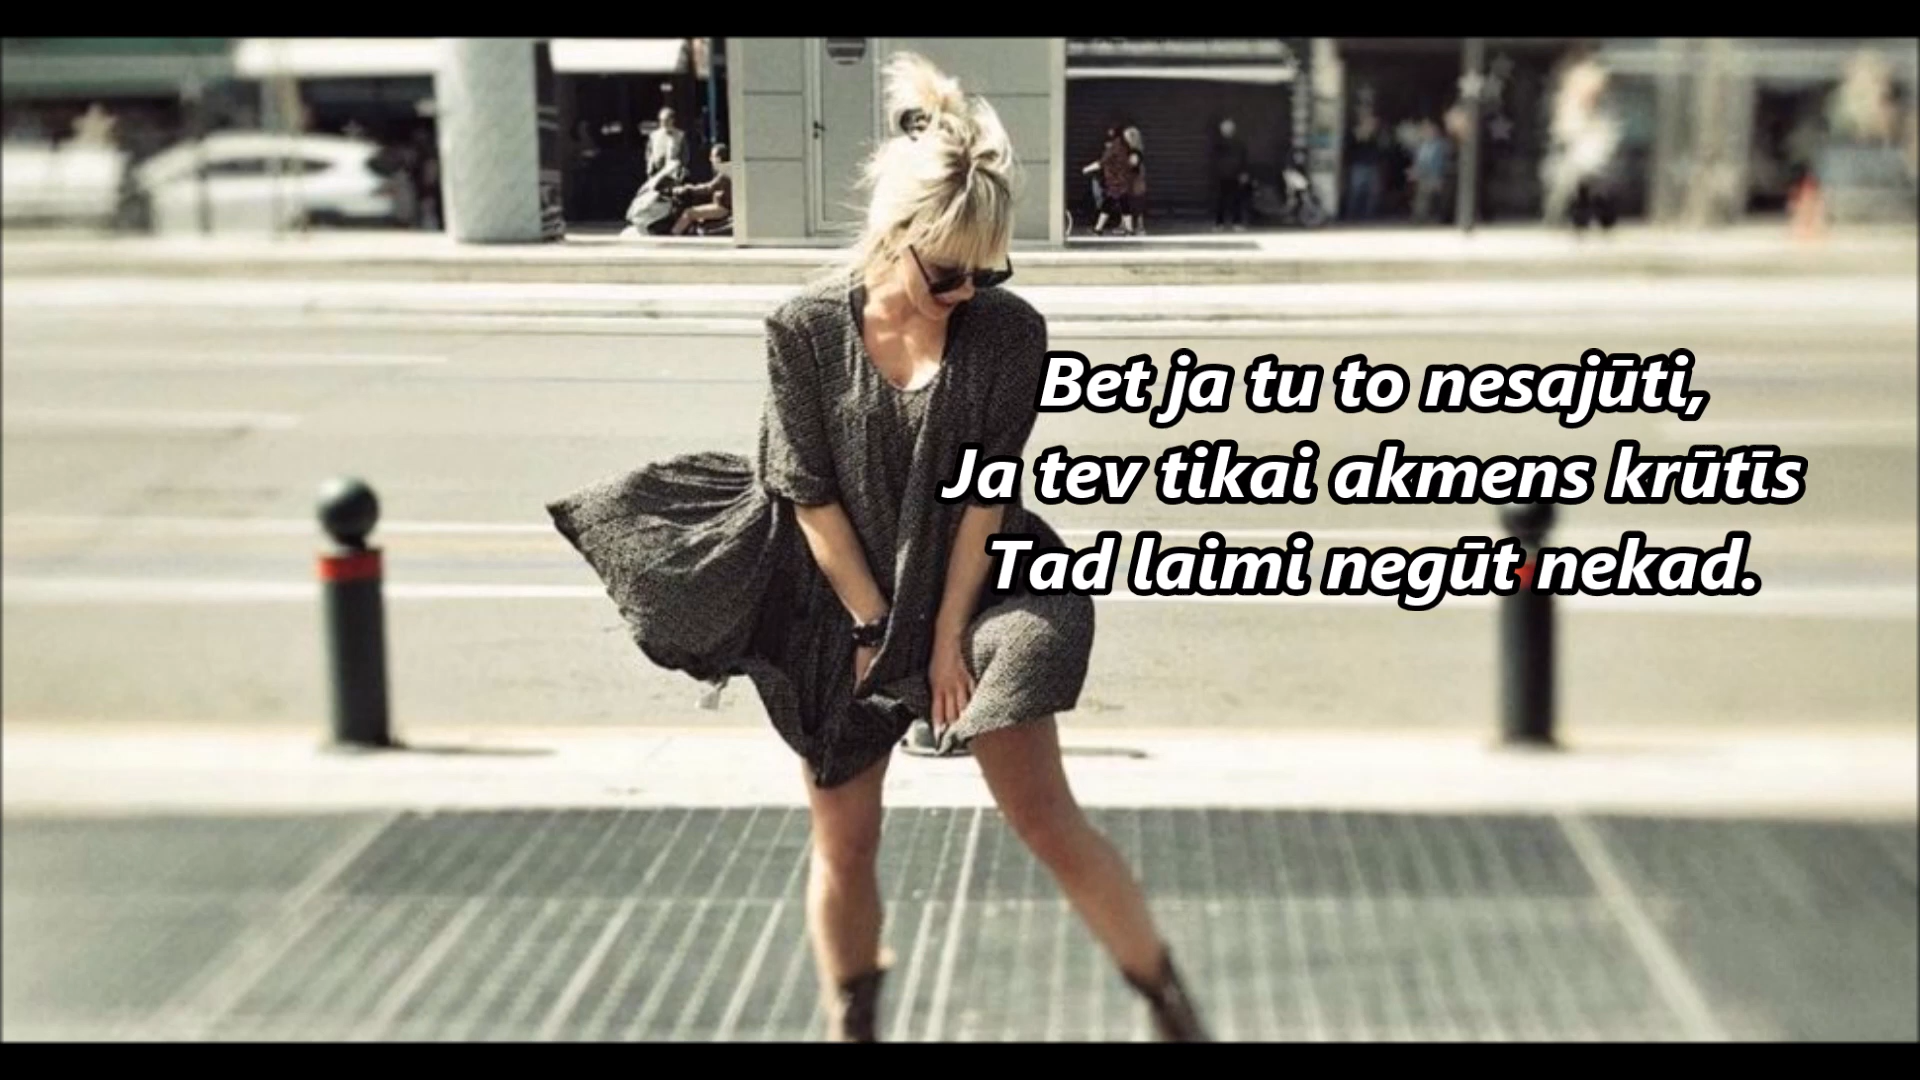 Bet ja tu to nesajūti,
Ja tev tikai akmens krūtīs
Tad laimi negūt nekad.